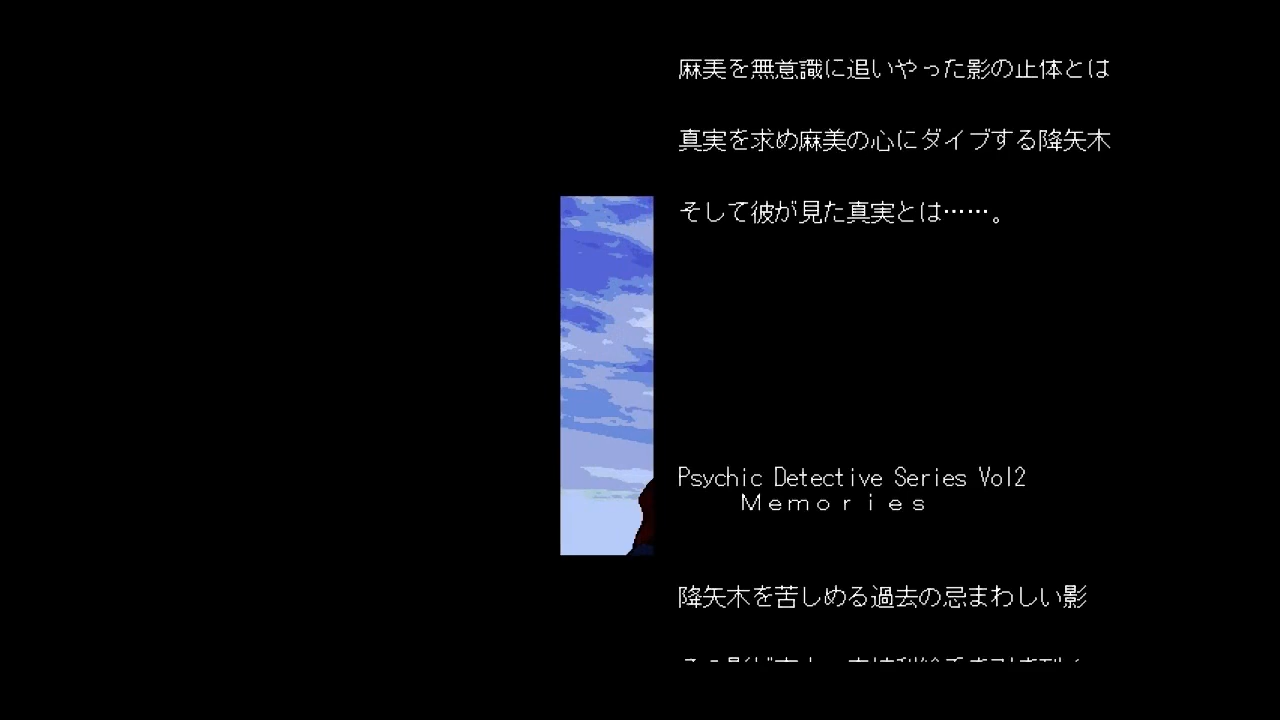 麻美を無意識に追いやった影の正体とは
真実を求め麻美の心にダイブする降矢木
そして彼が見た真実とは……。
Psychic Detective Series Vol2
Ｍｅｍｏｒｉｅｓ
降矢木を苦しめる過去の忌まわしい影